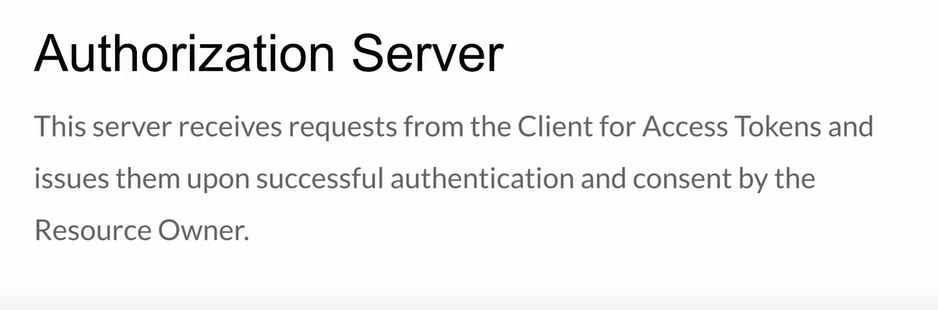 Authorization Server
This server receives requests from the Client for Access Tokens and
issues them upon successful authentication and consent by the
Resource Owner.